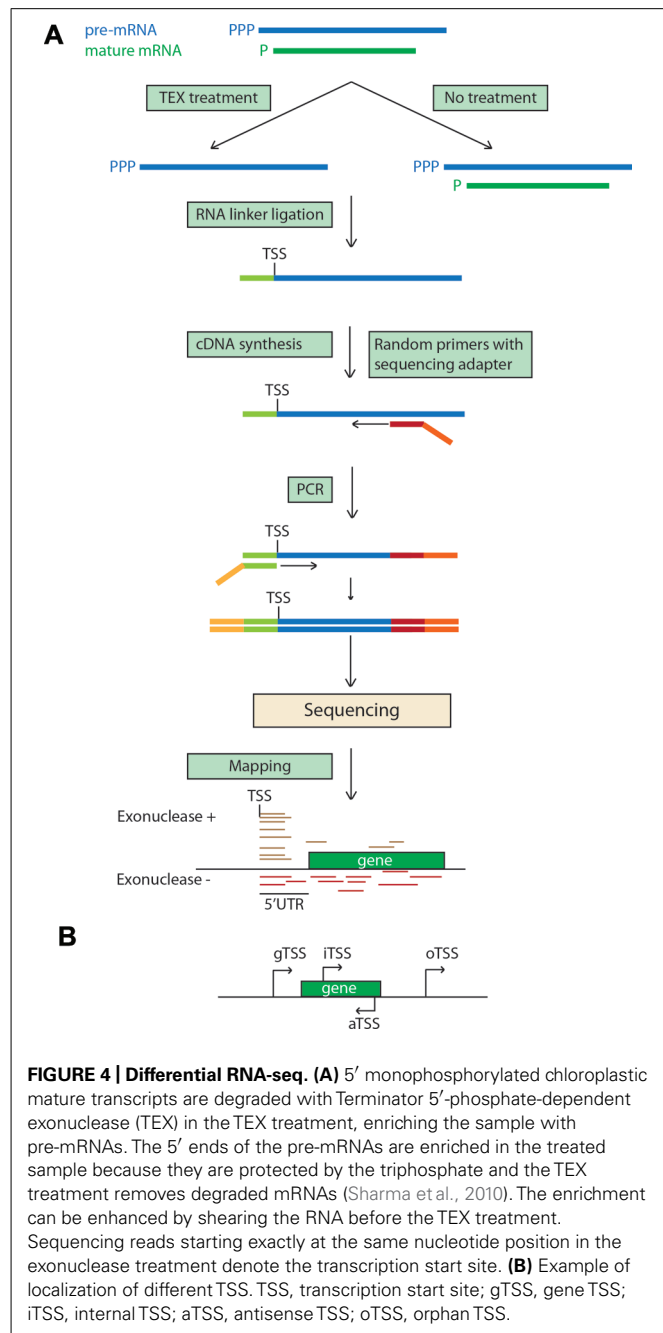 A
pre-mRNA PPP
mature mRNA P
TEX treatment
No treatment
PPP
PPP
P
RNA linker ligation
TSS
cDNA synthesis
Random primers with
sequencing adapter
TSS
PCR
TSS
TSS
Sequencing
Mapping
TSS
Exonuclease +
gene
Exonuclease -
5'UTR
B
gTSS iTSS oTSS
gene
aTSS
FIGURE 4 | Differential RNA-seq. (A) 5′ monophosphorylated chloroplastic
mature transcripts are degraded with Terminator 5′-phosphate-dependent
exonuclease (TEX) in the TEX treatment, enriching the sample with
pre-mRNAs. The 5′ ends of the pre-mRNAs are enriched in the treated
sample because they are protected by the triphosphate and the TEX
treatment removes degraded mRNAs (Sharma et al., 2010). The enrichment
can be enhanced by shearing the RNA before the TEX treatment.
Sequencing reads starting exactly at the same nucleotide position in the
exonuclease treatment denote the transcription start site. (B) Example of
localization of different TSS. TSS, transcription start site; gTSS, gene TSS;
iTSS, internal TSS; aTSS, antisense TSS; oTSS, orphan TSS.